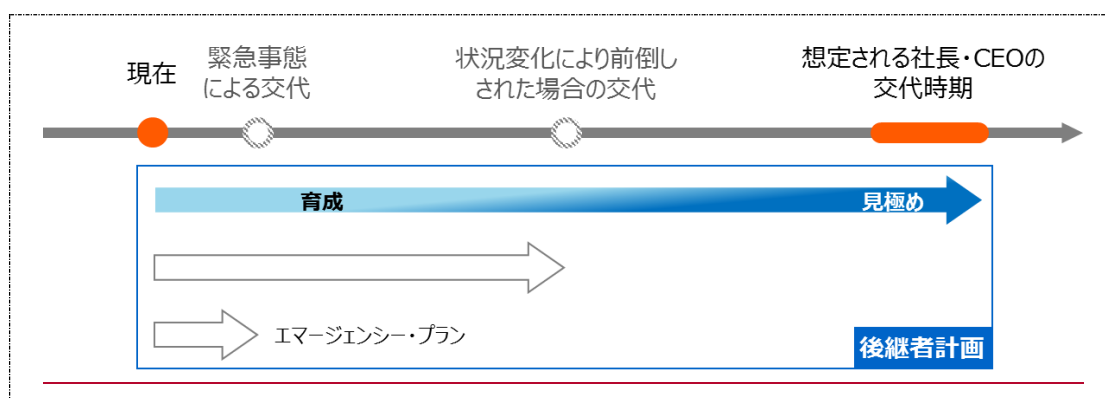 現在
緊急事態
による交代
状況変化により前倒し
された場合の交代
想定される社長・CEOの
交代時期
育成
見極め
エマージェンシー・プラン
後継者計画